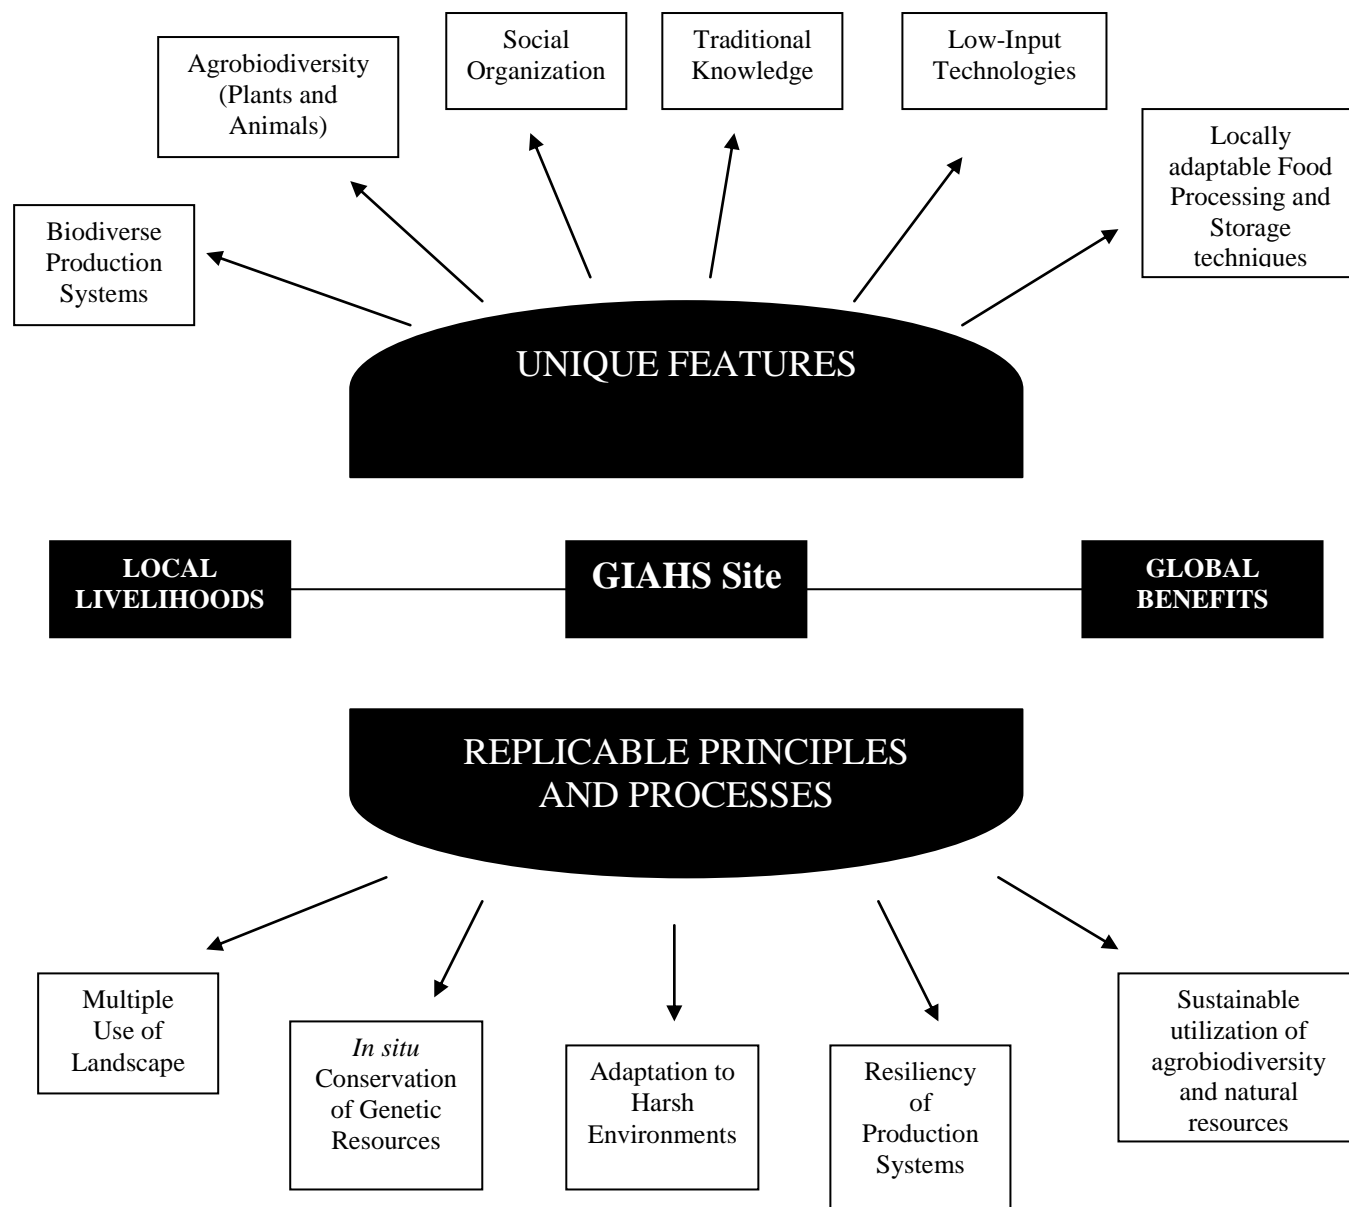 Social
Organization
Traditional
Knowledge
Low-Input
Technologies
Agrobiodiversity
(Plants and
Animals)
Locally
adaptable Food
Processing and
Storage
techniques
Biodiverse
Production
Systems
UNIQUE FEATURES
LOCAL
LIVELIHOODS
GIAHS Site
GLOBAL
BENEFITS
REPLICABLE PRINCIPLES
AND PROCESSES
Multiple
Use of
Landscape
In situ
Conservation
of Genetic
Resources
Adaptation to
Harsh
Environments
Resiliency
of
Production
Systems
Sustainable
utilization of
agrobiodiversity
and natural
resources